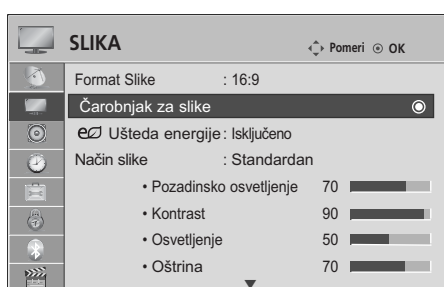 SLIKA
Pomeri OK
Format Slike : 16:9
Čarobnjak za slike
Ušteda energije : Isključeno
Način slike : Standardan
• Pozadinsko osvetljenje 70
• Kontrast 90
• Osvetljenje 50
• Oštrina 70